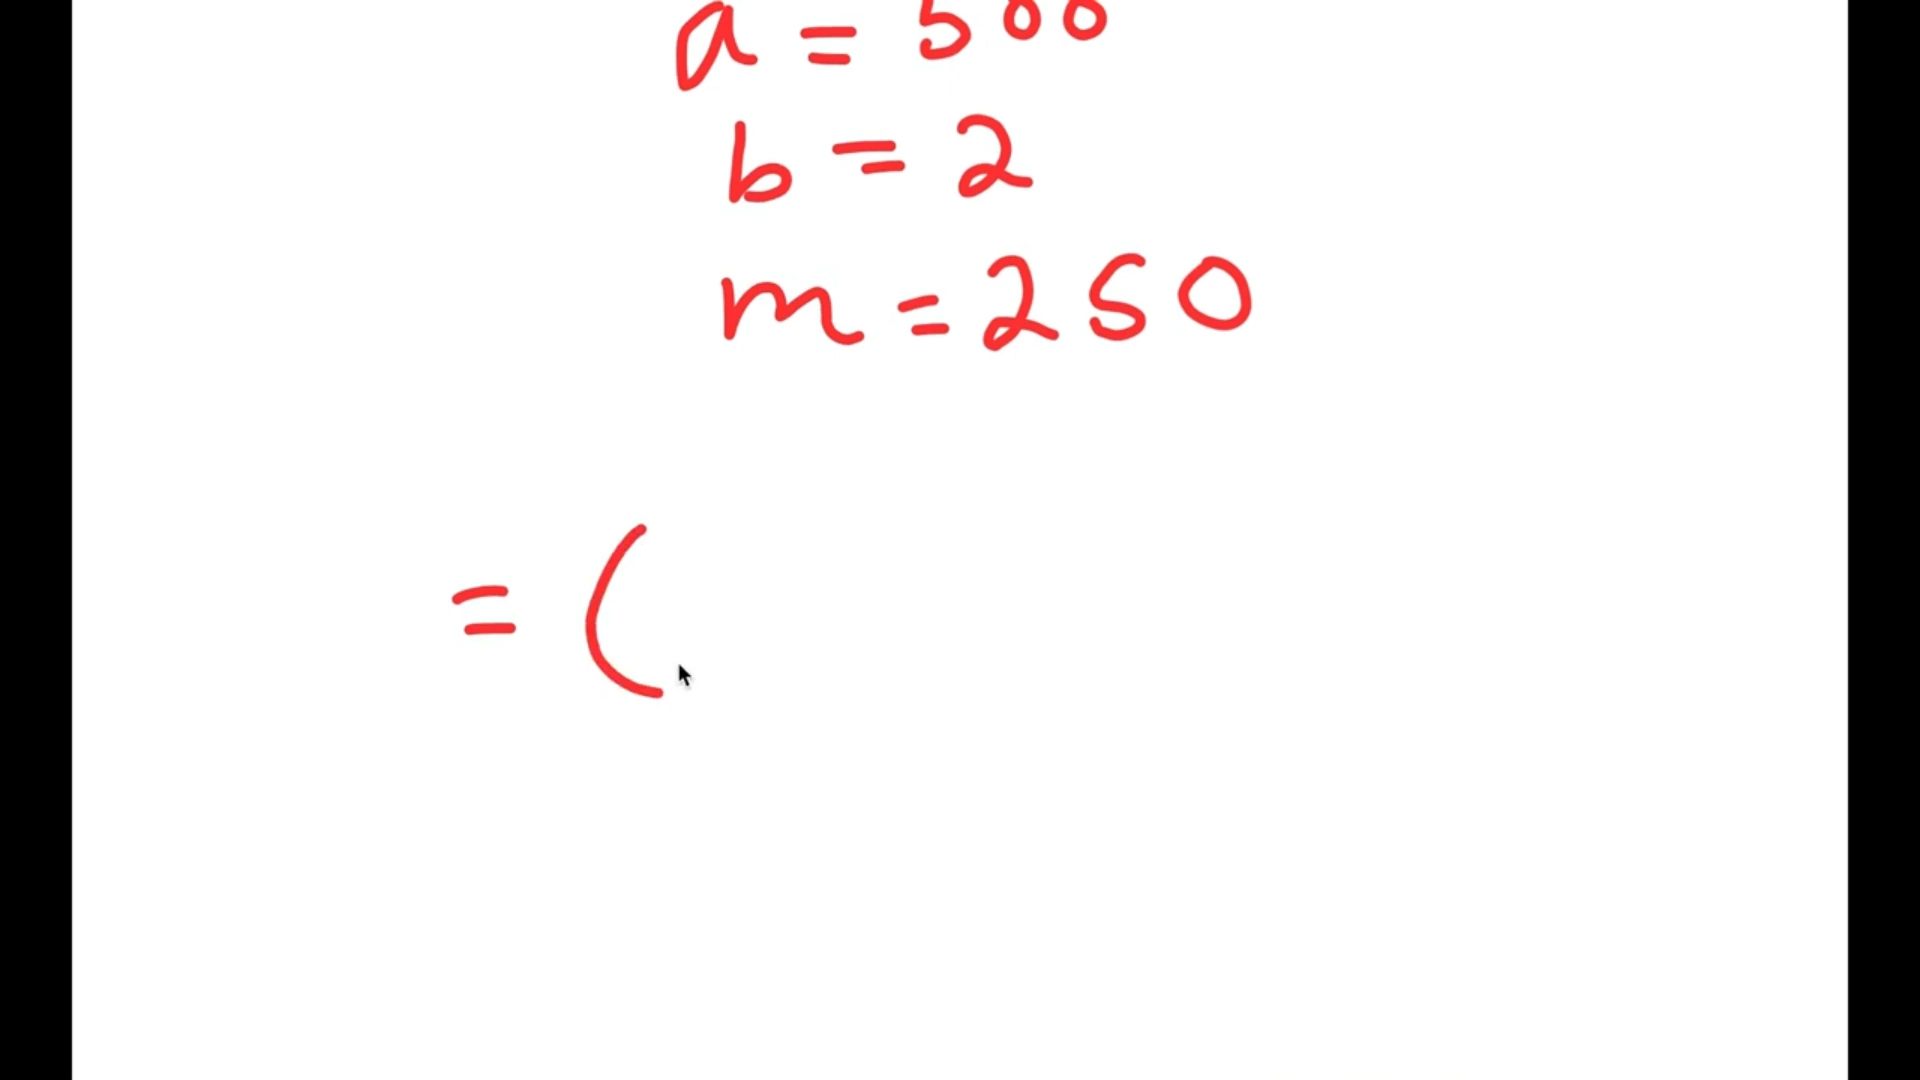 a = 500
b = 2
m = 250
= (